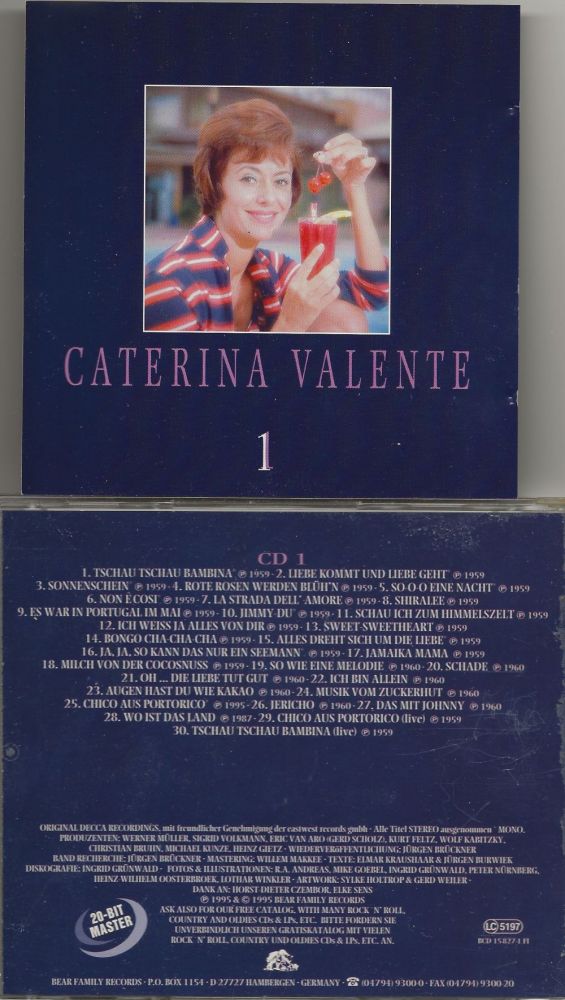 CATERINA VALENTE
1
CD 1
1. TSCHAU TSCHAU BAMBINA* ℗ 1959 · 2. LIEBE KOMMT UND LIEBE GEHT* ℗ 1959
3. SONNENSCHEIN* ℗ 1959 · 4. ROTE ROSEN WERDEN BLÜH'N ℗ 1959 · 5. SO-O-O EINE NACHT* ℗ 1959
6. NON È COSI* ℗ 1959 · 7. LA STRADA DELL'-AMORE ℗ 1959 · 8. SHIRALEE ℗ 1959
9. ES WAR IN PORTUGAL IM MAI ℗ 1959 · 10. JIMMY-DU* ℗ 1959 · 11. SCHAU ICH ZUM HIMMELSZELT ℗ 1959
12. ICH WEISS JA ALLES VON DIR ℗ 1959 · 13. SWEET-SWEETHEART ℗ 1959
14. BONGO CHA-CHA-CHA ℗ 1959 · 15. ALLES DREHT SICH UM DIE LIEBE* ℗ 1959
16. JA, JA, SO KANN DAS NUR EIN SEEMANN* ℗ 1959 · 17. JAMAIKA MAMA ℗ 1959
18. MILCH VON DER COCOSNUSS ℗ 1959 · 19. SO WIE EINE MELODIE ℗ 1960 · 20. SCHADE ℗ 1960
21. OH ... DIE LIEBE TUT GUT ℗ 1960 · 22. ICH BIN ALLEIN ℗ 1960
23. AUGEN HAST DU WIE KAKAO ℗ 1960 · 24. MUSIK VOM ZUCKERHUT ℗ 1960
25. CHICO AUS PORTORICO* ℗ 1995 · 26. JERICHO ℗ 1960 · 27. DAS MIT JOHNNY ℗ 1960
28. WO IST DAS LAND ℗ 1987 · 29. CHICO AUS PORTORICO (live) ℗ 1959
30. TSCHAU TSCHAU BAMBINA (live) ℗ 1959
ORIGINAL DECCA RECORDINGS, mit freundlicher Genehmigung der eastwest records gmbh · Alle Titel STEREO ausgenommen * MONO.
PRODUZENTEN: WERNER MÜLLER, SIGRID VOLKMANN, ERIC VAN ARO (GERD SCHOLZ), KURT FELTZ, WOLF KABITZKY,
CHRISTIAN BRUHN, MICHAEL KUNZE, HEINZ GIETZ · WIEDERVERöFFENTLICHUNG: JÜRGEN BRÜCKNER
BAND RECHERCHE: JÜRGEN BRÜCKNER · MASTERING: WILLEM MAKKEE · TEXTE: ELMAR KRAUSHAAR & JÜRGEN BURWIEK
DISKOGRAFIE: INGRID GRÜNWALD · FOTOS & ILLUSTRATIONEN: R.A. ANDREAS, MIKE GOEBEL, INGRID GRÜNWALD, PETER NÜRNBERG,
HEINZ WILHELM OOSTERBROEK, LOTHAR WINKLER · ARTWORK: SYLKE HOLTROP & GERD WEILER ·
DANK AN: HORST-DIETER CZEMBOR, ELKE SENS
℗ 1995 & © 1995 BEAR FAMILY RECORDS
ASK ALSO FOR OUR FREE CATALOG, WITH MANY ROCK 'N' ROLL,
COUNTRY AND OLDIES CDs & LPs, ETC. BITTE FORDERN SIE
UNVERBINDLICH UNSEREN GRATISKATALOG MIT VIELEN
ROCK 'N' ROLL, COUNTRY UND OLDIES CDs & LPs, ETC. AN.
20-BIT
MASTER
LC 5197
BCD 15 827-1 FI
BEAR FAMILY RECORDS · P.O. BOX 1154 · D 27727 HAMBERGEN - GERMANY · ☎ (04794) 9300-0 · FAX (04794) 9300 20